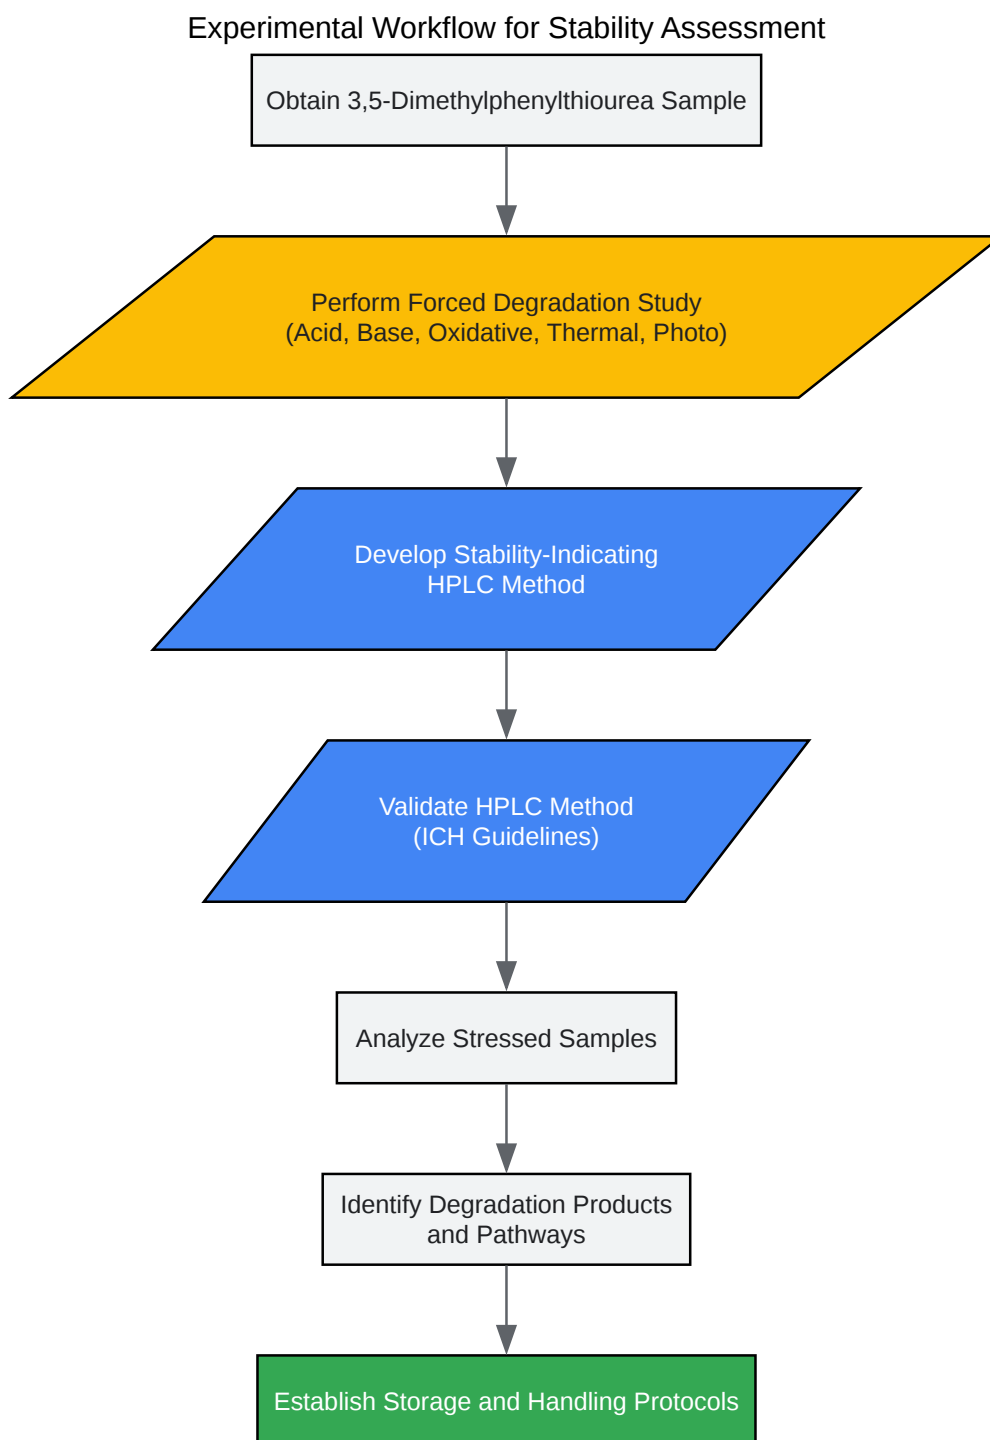 Experimental Workflow for Stability Assessment
Obtain 3,5-Dimethylphenylthiourea Sample
Perform Forced Degradation Study
(Acid, Base, Oxidative, Thermal, Photo)
Develop Stability-Indicating
HPLC Method
Validate HPLC Method
(ICH Guidelines)
Analyze Stressed Samples
Identify Degradation Products
and Pathways
Establish Storage and Handling Protocols